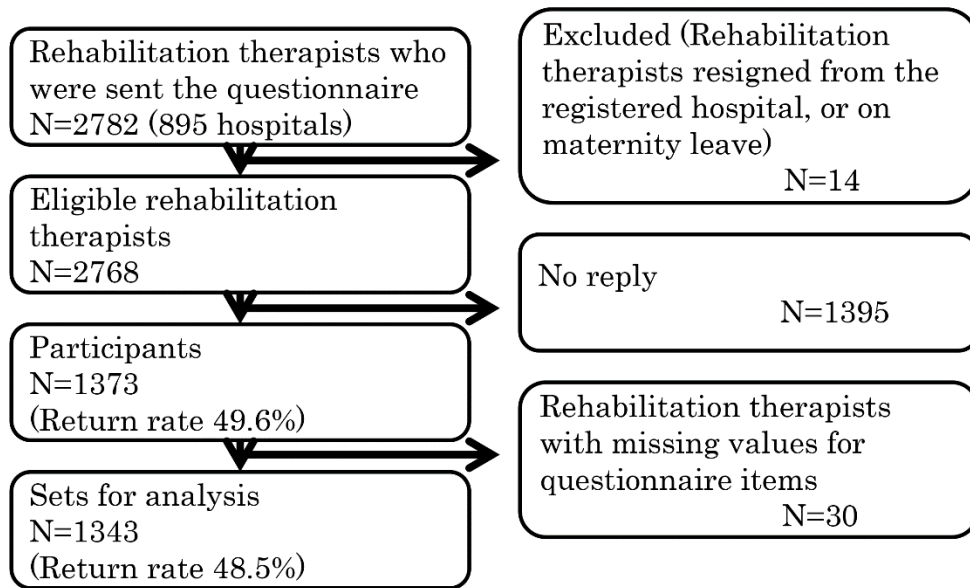 Rehabilitation therapists who
were sent the questionnaire
N=2782 (895 hospitals)
Excluded (Rehabilitation
therapists resigned from the
registered hospital, or on
maternity leave)
N=14
Eligible rehabilitation
therapists
N=2768
No reply
N=1395
Participants
N=1373
(Return rate 49.6%)
Rehabilitation therapists
with missing values for
questionnaire items
N=30
Sets for analysis
N=1343
(Return rate 48.5%)